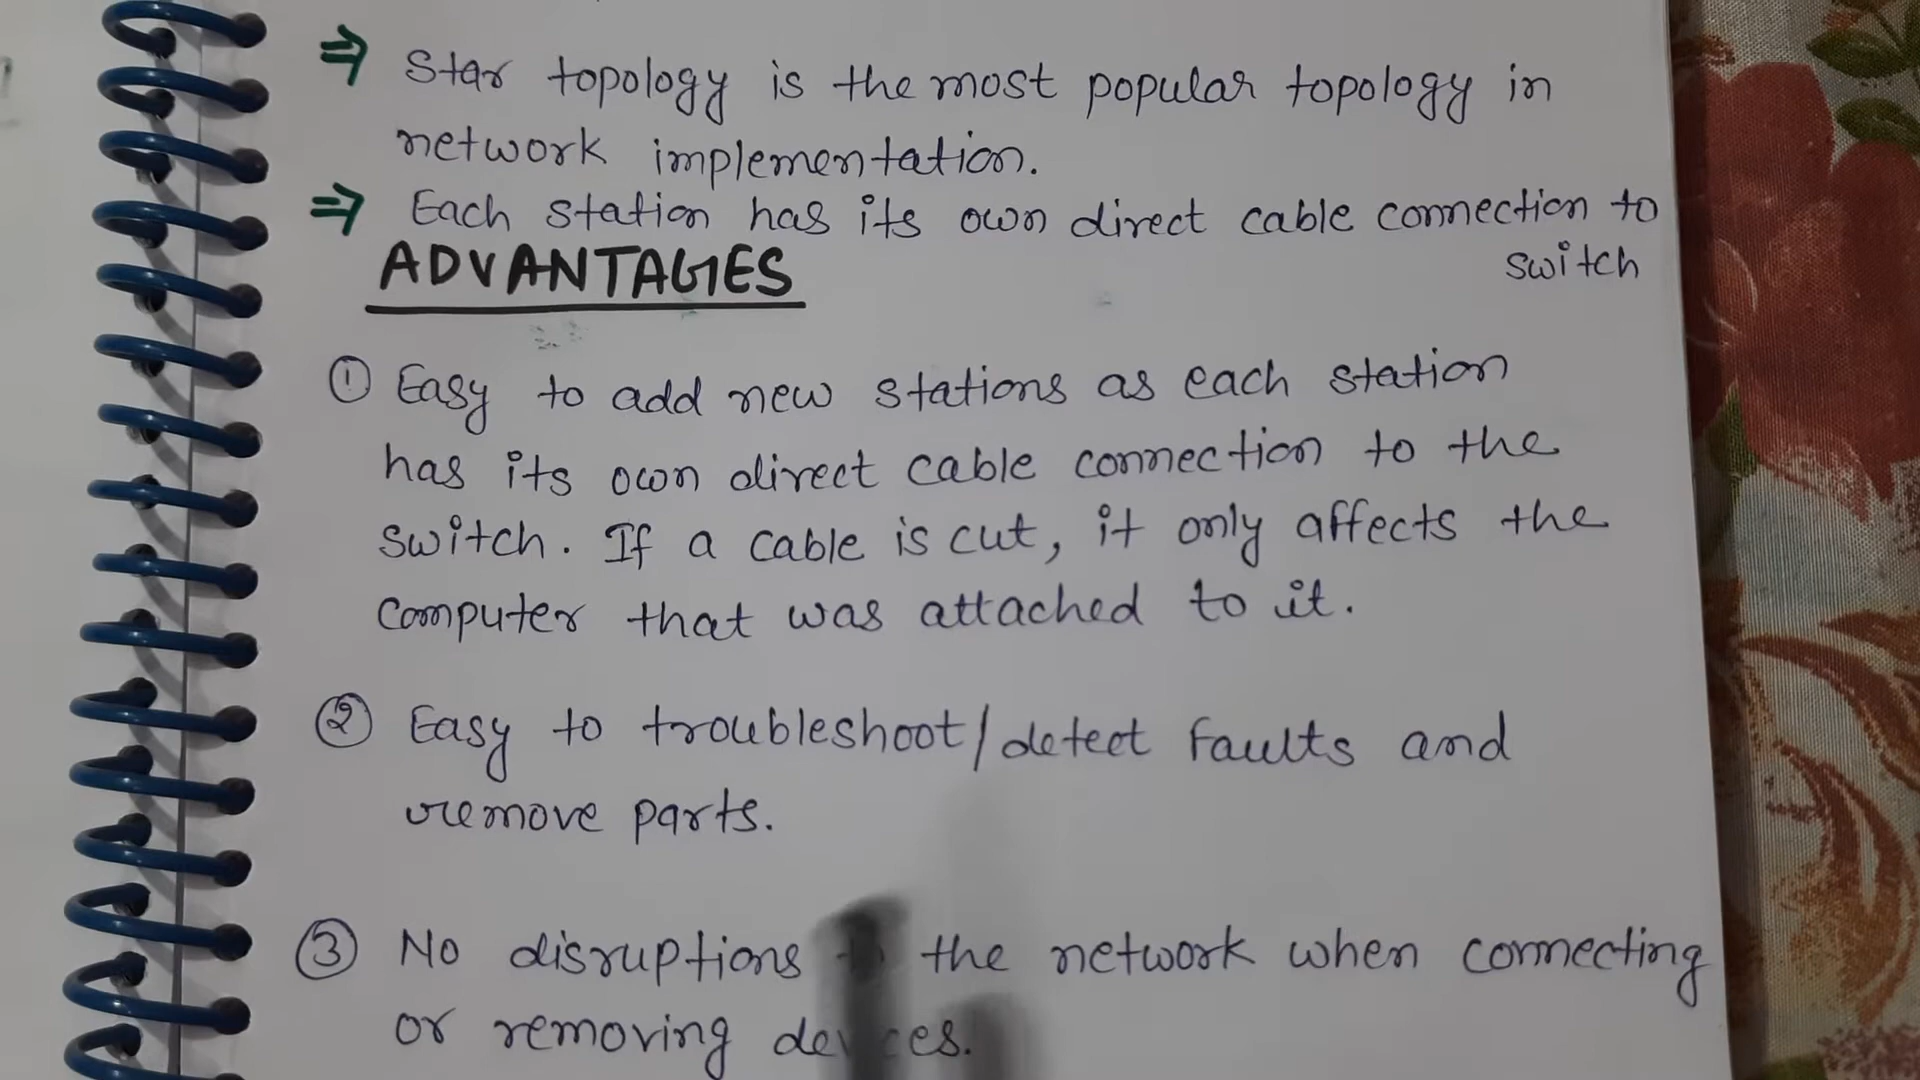 ⇒ Star topology is the most popular topology in
network implementation.
⇒ Each station has its own direct cable connection to
switch
ADVANTAGES
① Easy to add new stations as each station
has its own direct cable connection to the
switch. If a cable is cut, it only affects the
computer that was attached to it.
② Easy to troubleshoot/detect faults and
remove parts.
③ No disruptions the network when connecting
or removing devices.